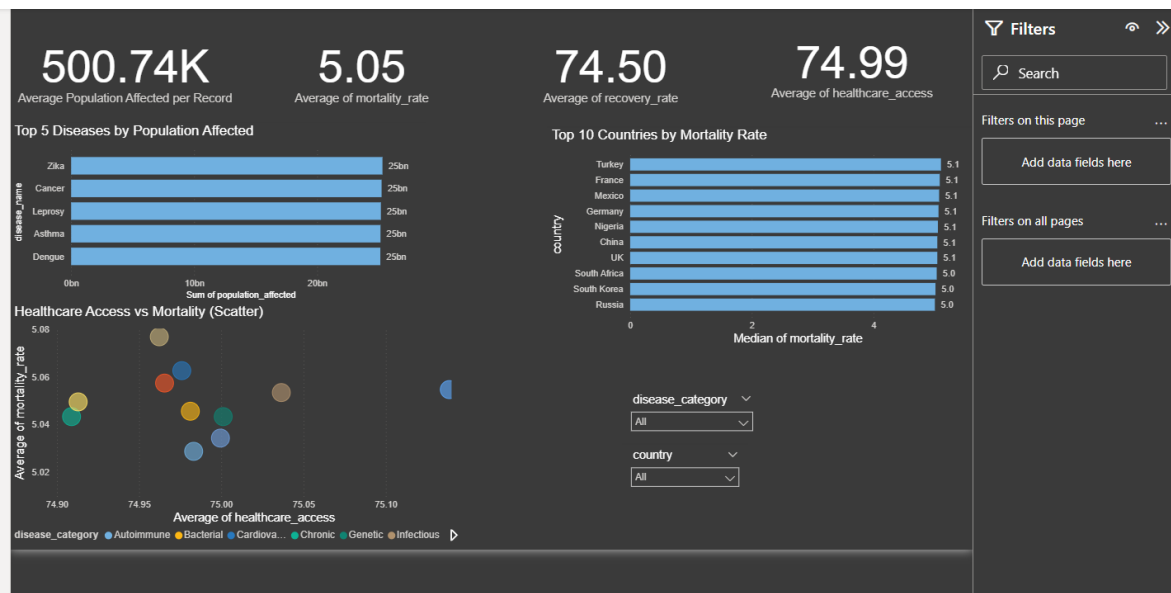 500.74K
Average Population Affected per Record
5.05
Average of mortality_rate
74.50
Average of recovery_rate
74.99
Average of healthcare_access
Top 5 Diseases by Population Affected
disease_name
Zika
25bn
Cancer
25bn
Leprosy
25bn
Asthma
25bn
Dengue
25bn
0bn
10bn
20bn
Sum of population_affected
Top 10 Countries by Mortality Rate
country
Turkey
5.1
France
5.1
Mexico
5.1
Germany
5.1
Nigeria
5.1
China
5.1
UK
5.1
South Africa
5.0
South Korea
5.0
Russia
5.0
0
2
4
Median of mortality_rate
Healthcare Access vs Mortality (Scatter)
Average of mortality_rate
5.08
5.06
5.04
5.02
74.90
74.95
75.00
75.05
75.10
Average of healthcare_access
disease_category Autoimmune Bacterial Cardiova... Chronic Genetic Infectious
disease_category
All
country
All
Filters
Search
Filters on this page
...
Add data fields here
Filters on all pages
...
Add data fields here